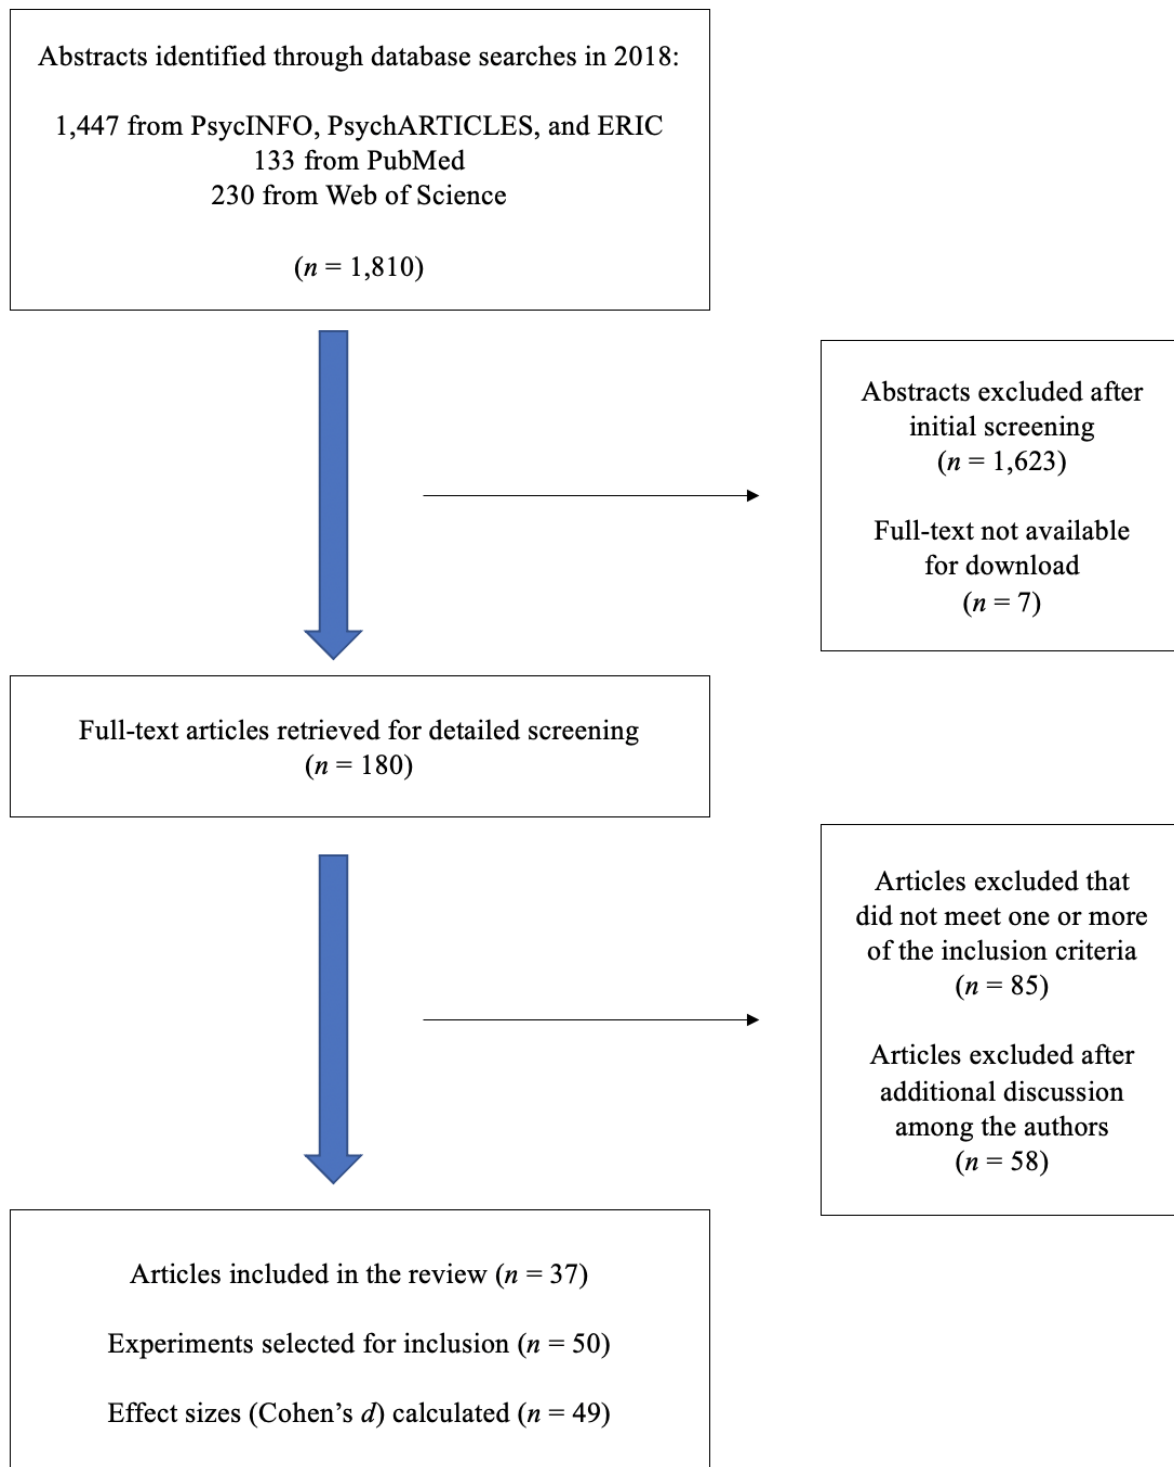 Abstracts identified through database searches in 2018:
1,447 from PsycINFO, PsychARTICLES, and ERIC
133 from PubMed
230 from Web of Science
(n = 1,810)
Abstracts excluded after
initial screening
(n = 1,623)
Full-text not available
for download
(n = 7)
Full-text articles retrieved for detailed screening
(n = 180)
Articles excluded that
did not meet one or more
of the inclusion criteria
(n = 85)
Articles excluded after
additional discussion
among the authors
(n = 58)
Articles included in the review (n = 37)
Experiments selected for inclusion (n = 50)
Effect sizes (Cohen’s d) calculated (n = 49)